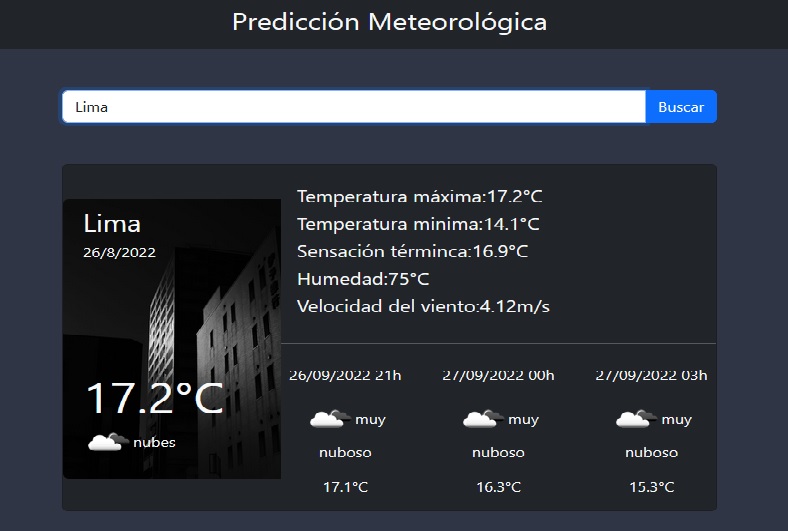 Predicción Meteorológica
Lima
Buscar
Lima
26/8/2022
17.2°C
nubes
Temperatura máxima:17.2°C
Temperatura minima:14.1°C
Sensación términca:16.9°C
Humedad:75°C
Velocidad del viento:4.12m/s
26/09/2022 21h
muy
nuboso
17.1°C
27/09/2022 00h
muy
nuboso
16.3°C
27/09/2022 03h
muy
nuboso
15.3°C